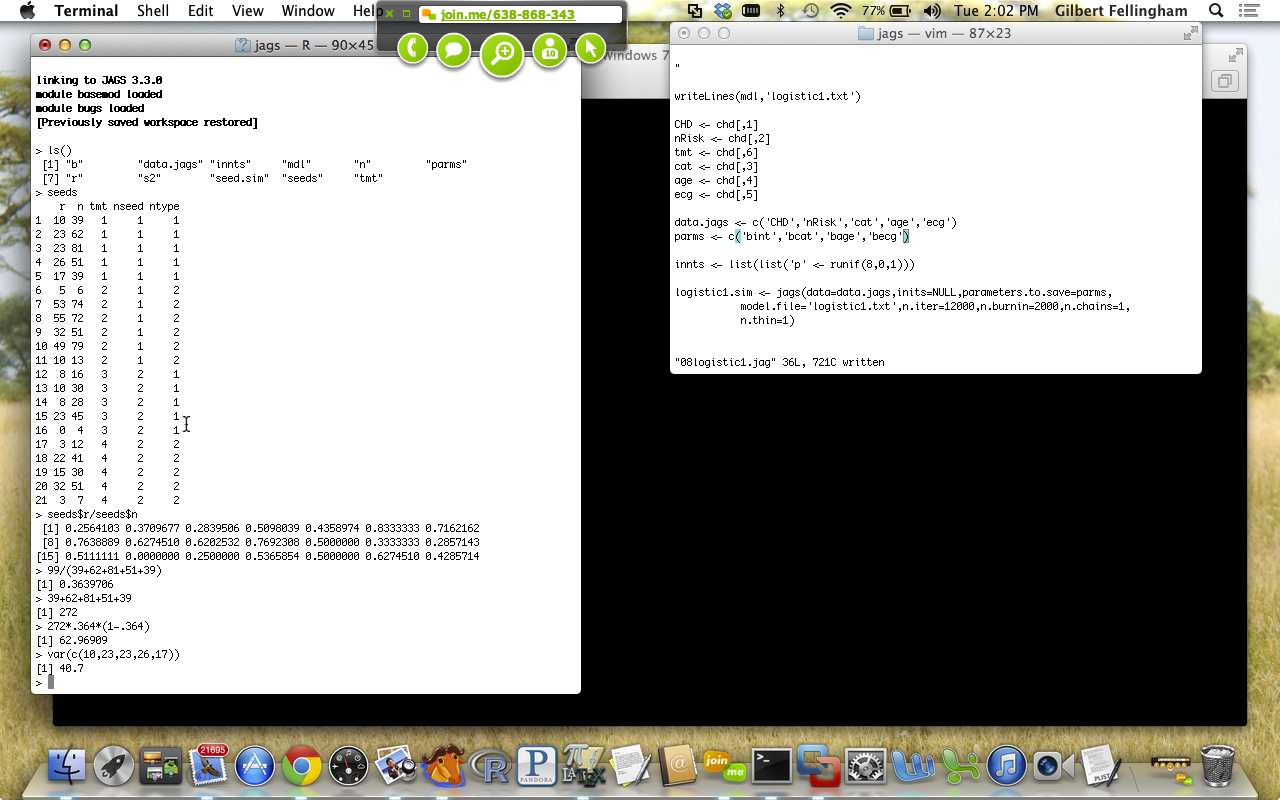 Terminal Shell Edit View Window Help
77% Tue 2:02 PM Gilbert Fellingham
join.me/638-868-343
10
jags — R — 90×45
linking to JAGS 3.3.0
module basemod loaded
module bugs loaded
[Previously saved workspace restored]
> ls()
[1] "b" "data.jags" "innts" "mdl" "n" "parms"
[7] "r" "s2" "seed.sim" "seeds" "tmt"
> seeds
r n tmt nseed ntype
1 10 39 1 1 1
2 23 62 1 1 1
3 23 81 1 1 1
4 26 51 1 1 1
5 17 39 1 1 1
6 5 6 2 1 2
7 53 74 2 1 2
8 55 72 2 1 2
9 32 51 2 1 2
10 49 79 2 1 2
11 10 13 2 1 2
12 8 16 3 2 1
13 10 30 3 2 1
14 8 28 3 2 1
15 23 45 3 2 1
16 0 4 3 2 1
17 3 12 4 2 2
18 22 41 4 2 2
19 15 30 4 2 2
20 32 51 4 2 2
21 3 7 4 2 2
> seeds$r/seeds$n
[1] 0.2564103 0.3709677 0.2839506 0.5098039 0.4358974 0.8333333 0.7162162
[8] 0.7638889 0.6274510 0.6202532 0.7692308 0.5000000 0.3333333 0.2857143
[15] 0.5111111 0.0000000 0.2500000 0.5365854 0.5000000 0.6274510 0.4285714
> 99/(39+62+81+51+39)
[1] 0.3639706
> 39+62+81+51+39
[1] 272
> 272*.364*(1-.364)
[1] 62.96909
> var(c(10,23,23,26,17))
[1] 40.7
>
indows 7
jags — vim — 87×23
"
writeLines(mdl,'logistic1.txt')
CHD <- chd[,1]
nRisk <- chd[,2]
tmt <- chd[,6]
cat <- chd[,3]
age <- chd[,4]
ecg <- chd[,5]
data.jags <- c('CHD','nRisk','cat','age','ecg')
parms <- c('bint','bcat','bage','becg')
innts <- list(list('p' <- runif(8,0,1)))
logistic1.sim <- jags(data=data.jags,inits=NULL,parameters.to.save=parms,
model.file='logistic1.txt',n.iter=12000,n.burnin=2000,n.chains=1,
n.thin=1)
"08logistic1.jag" 36L, 721C written
21695
R
P
PANDORA
join
me
PLIST